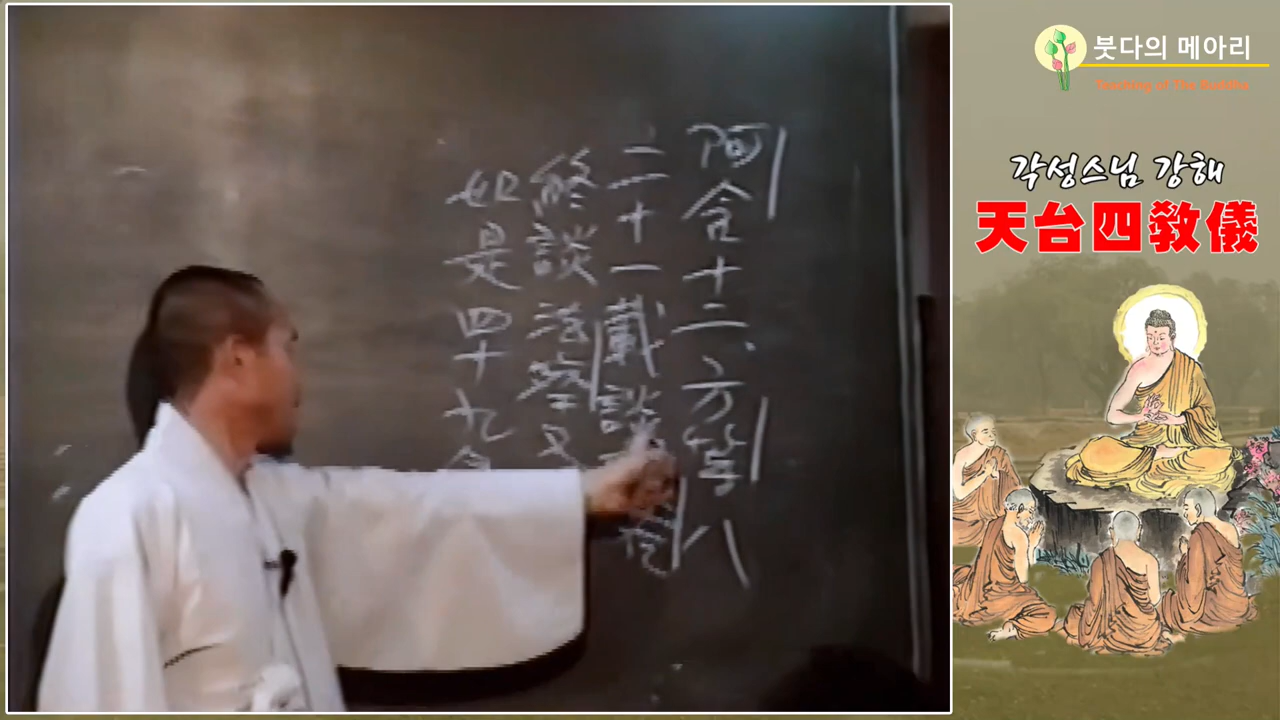 붓다의 메아리
Teaching of The Buddha
각성스님 강해
天台四教儀
阿含十二、方等八
二十一載談
終談法華又
如是四十九年